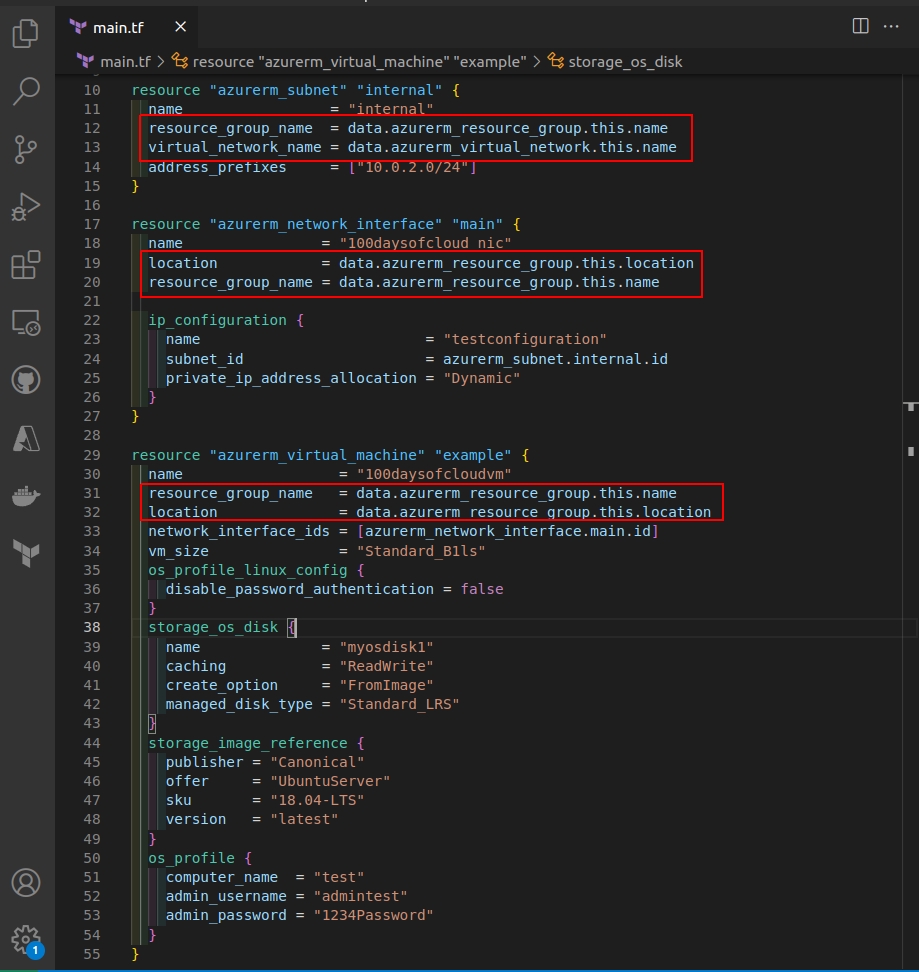 main.tf
main.tf > resource "azurerm_virtual_machine" "example" > storage_os_disk
10 resource "azurerm_subnet" "internal" {
11   name                 = "internal"
12   resource_group_name  = data.azurerm_resource_group.this.name
13   virtual_network_name = data.azurerm_virtual_network.this.name
14   address_prefixes     = ["10.0.2.0/24"]
15 }
16
17 resource "azurerm_network_interface" "main" {
18   name                = "100daysofcloud_nic"
19   location            = data.azurerm_resource_group.this.location
20   resource_group_name = data.azurerm_resource_group.this.name
21
22   ip_configuration {
23     name                          = "testconfiguration"
24     subnet_id                     = azurerm_subnet.internal.id
25     private_ip_address_allocation = "Dynamic"
26   }
27 }
28
29 resource "azurerm_virtual_machine" "example" {
30   name                  = "100daysofcloudvm"
31   resource_group_name   = data.azurerm_resource_group.this.name
32   location              = data.azurerm_resource_group.this.location
33   network_interface_ids = [azurerm_network_interface.main.id]
34   vm_size               = "Standard_B1ls"
35   os_profile_linux_config {
36     disable_password_authentication = false
37   }
38   storage_os_disk {
39     name              = "myosdisk1"
40     caching           = "ReadWrite"
41     create_option     = "FromImage"
42     managed_disk_type = "Standard_LRS"
43   }
44   storage_image_reference {
45     publisher = "Canonical"
46     offer     = "UbuntuServer"
47     sku       = "18.04-LTS"
48     version   = "latest"
49   }
50   os_profile {
51     computer_name  = "test"
52     admin_username = "admintest"
53     admin_password = "1234Password"
54   }
55 }
1